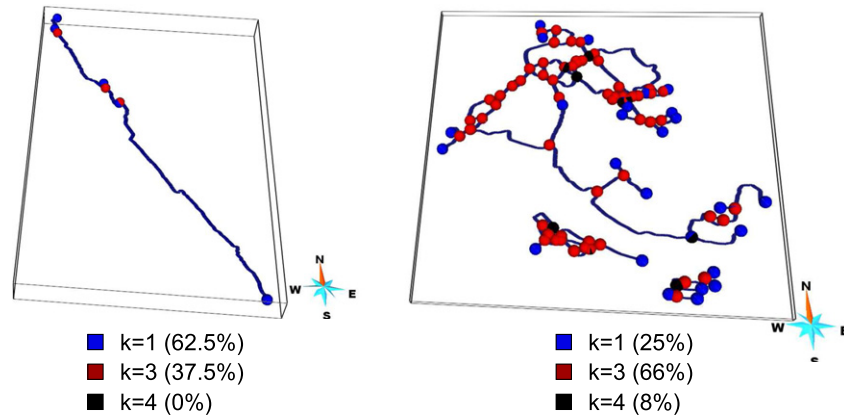 N
W E
S
N
W E
S
k=1 (62.5%)
k=3 (37.5%)
k=4 (0%)
k=1 (25%)
k=3 (66%)
k=4 (8%)